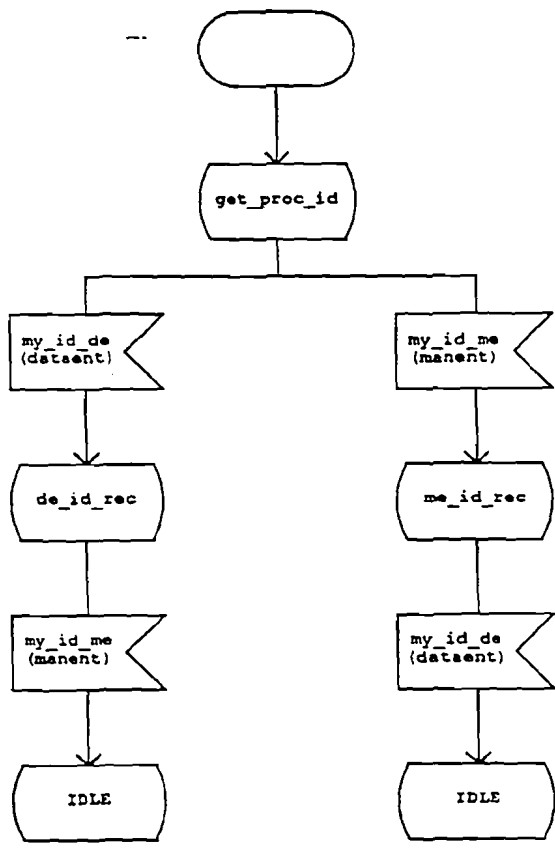 get_proc_id
my_id_de
(dataent)
my_id_me
(manent)
de_id_rec
me_id_rec
my_id_me
(manent)
my_id_de
(dataent)
IDLE
IDLE